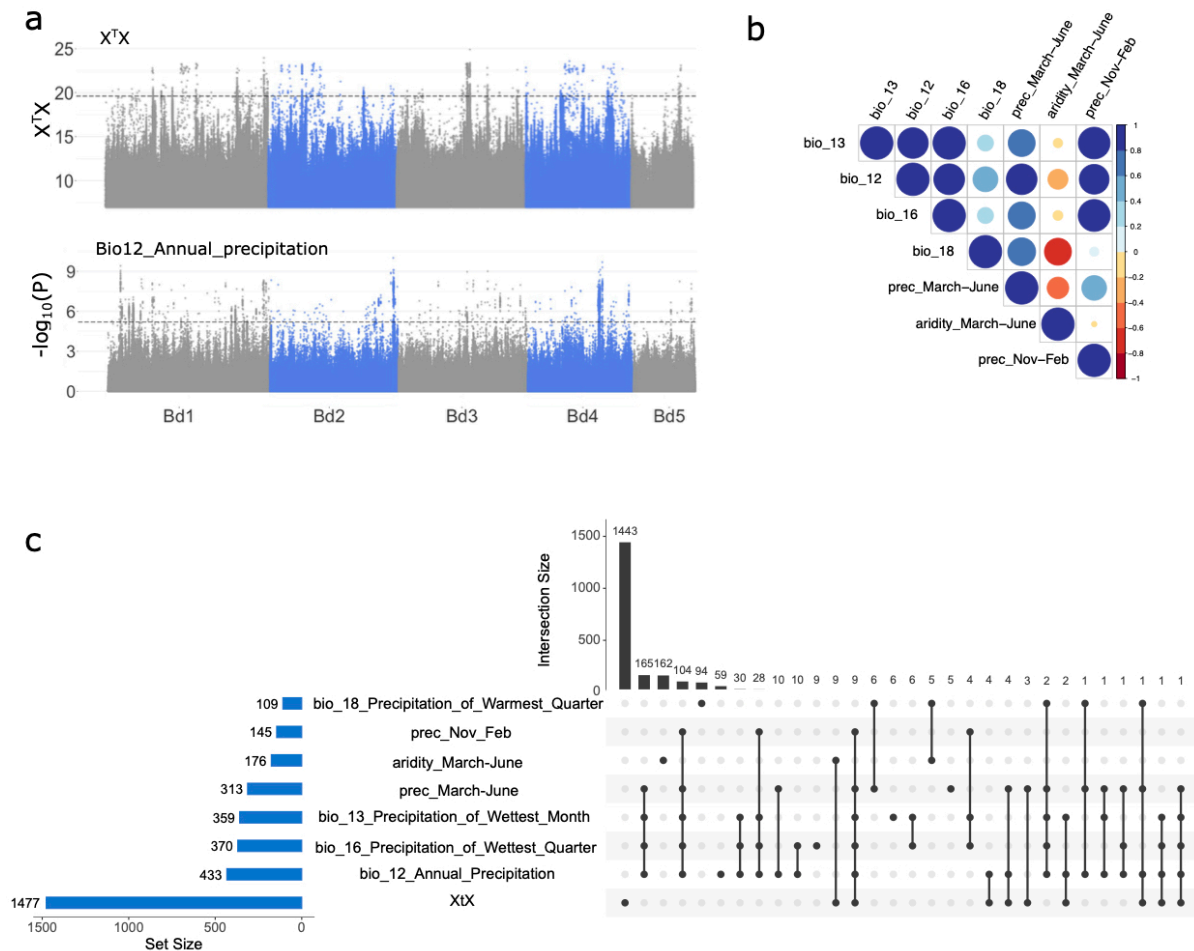 a
XᵀX
25
20
15
10
XᵀX
Bio12_Annual_precipitation
9
6
3
0
-log₁₀(P)
Bd1 Bd2 Bd3 Bd4 Bd5
b
bio_13 bio_12 bio_16 bio_18 prec_March-June aridity_March-June prec_Nov-Feb
bio_13
bio_12
bio_16
bio_18
prec_March-June
aridity_March-June
prec_Nov-Feb
1
0.8
0.6
0.4
0.2
0
-0.2
-0.4
-0.6
-0.8
-1
c
Intersection Size
1500
1000
500
0
1443 165 162 104 94 59 30 28 10 10 9 9 6 6 6 5 5 4 4 4 3 2 2 1 1 1 1 1 1
109 bio_18_Precipitation_of_Warmest_Quarter
145 prec_Nov_Feb
176 aridity_March-June
313 prec_March-June
359 bio_13_Precipitation_of_Wettest_Month
370 bio_16_Precipitation_of_Wettest_Quarter
433 bio_12_Annual_Precipitation
1477 XtX
1500 1000 500 0
Set Size